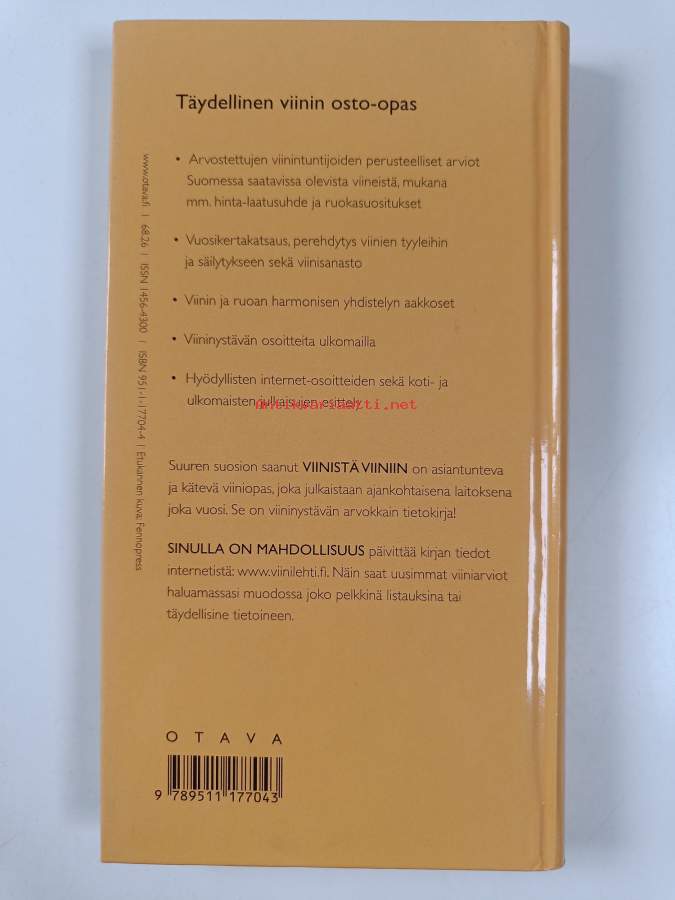 Täydellinen viinin osto-opas
• Arvostettujen viinintuntijoiden perusteelliset arviot
Suomessa saatavissa olevista viineistä, mukana
mm. hinta-laatusuhde ja ruokasuositukset
• Vuosikertakatsaus, perehdytys viinien tyyleihin
ja säilytykseen sekä viinisanasto
• Viinin ja ruoan harmonisen yhdistelyn aakkoset
• Viininystävän osoitteita ulkomailla
• Hyödyllisten internet-osoitteiden sekä koti- ja
ulkomaisten julkaisujen esittely
antikvariaatti.net
Suuren suosion saanut VIINISTÄ VIINIIN on asiantunteva
ja kätevä viiniopas, joka julkaistaan ajankohtaisena laitoksena
joka vuosi. Se on viininystävän arvokkain tietokirja!
SINULLA ON MAHDOLLISUUS päivittää kirjan tiedot
internetistä: www.viinilehti.fi. Näin saat uusimmat viiniarviot
haluamassasi muodossa joko pelkkinä listauksina tai
täydellisine tietoineen.
www.otava.fi | 68.26 | ISSN 1456-4300 | ISBN 951-1-17704-4 | Etukannen kuva: Fennopress
OTAVA
9 789511 177043